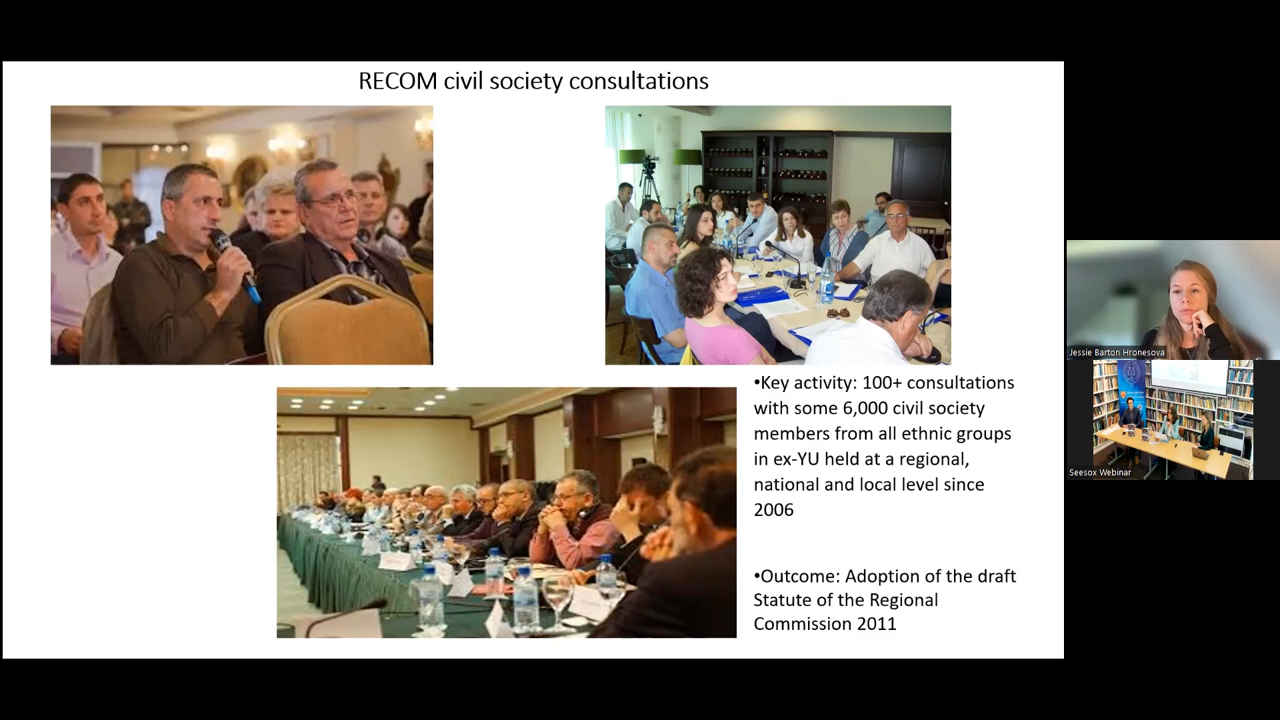 RECOM civil society consultations
•Key activity: 100+ consultations
with some 6,000 civil society
members from all ethnic groups
in ex-YU held at a regional,
national and local level since
2006
•Outcome: Adoption of the draft
Statute of the Regional
Commission 2011
Jessie Barton Hronesova
Seesox Webinar